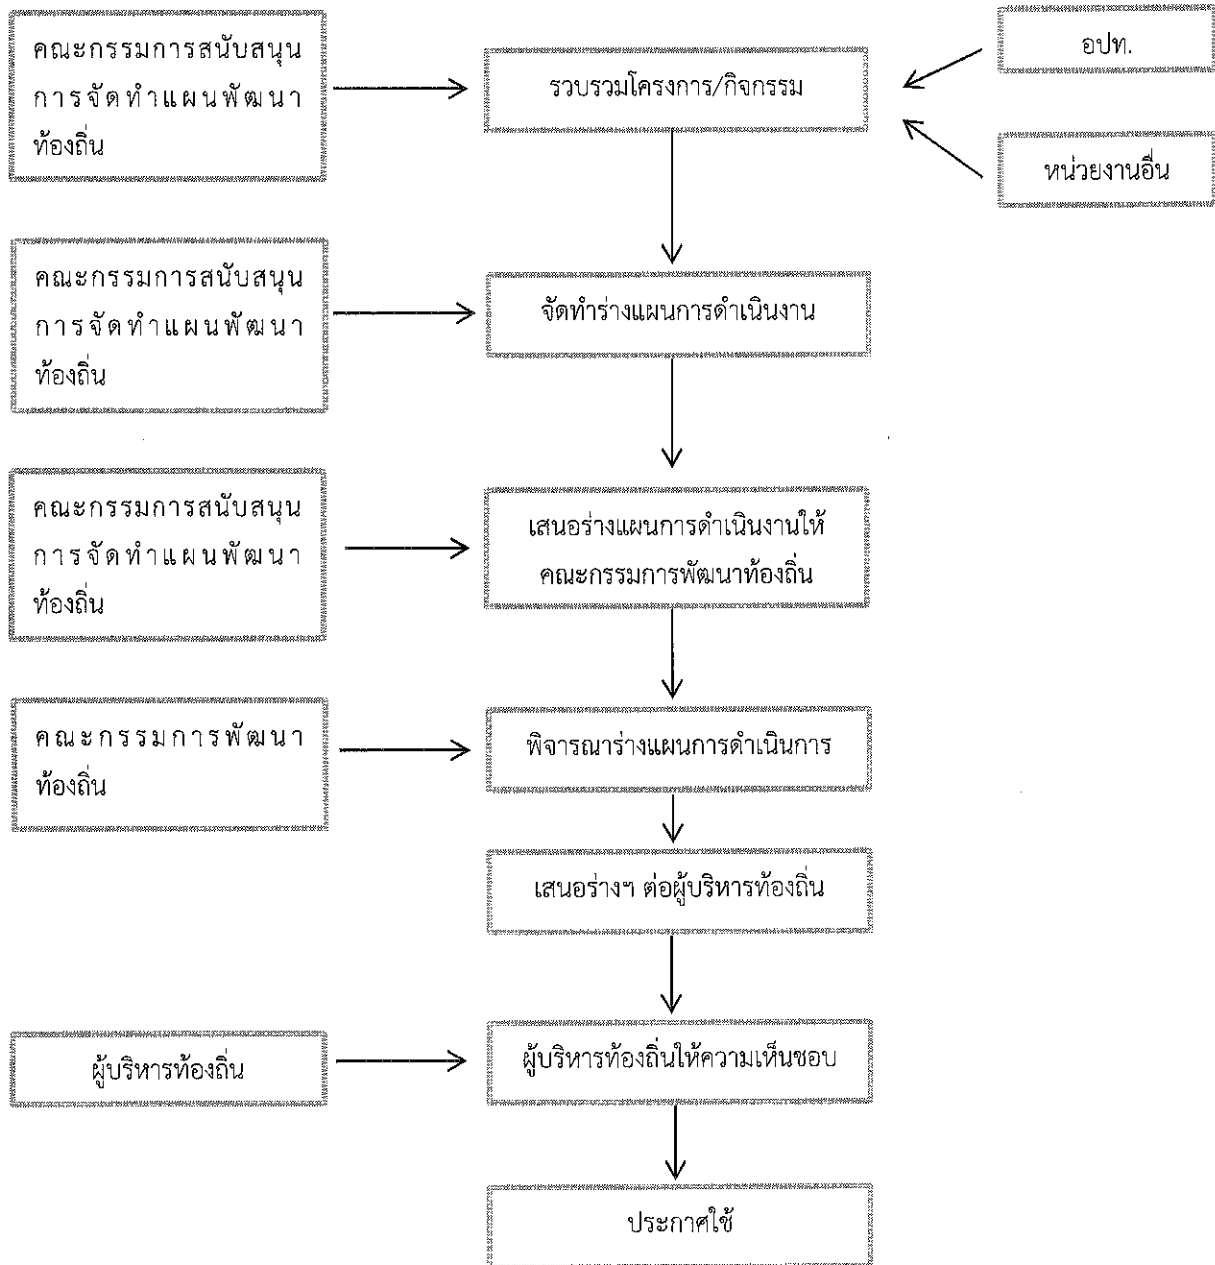 คณะกรรมการสนับสนุน
การจัดทำแผนพัฒนา
ท้องถิ่น
รวบรวมโครงการ/กิจกรรม
อปท.
หน่วยงานอื่น
คณะกรรมการสนับสนุน
การจัดทำแผนพัฒนา
ท้องถิ่น
จัดทำร่างแผนการดำเนินงาน
คณะกรรมการสนับสนุน
การจัดทำแผนพัฒนา
ท้องถิ่น
เสนอร่างแผนการดำเนินงานให้
คณะกรรมการพัฒนาท้องถิ่น
คณะกรรมการพัฒนา
ท้องถิ่น
พิจารณาร่างแผนการดำเนินการ
เสนอร่างฯ ต่อผู้บริหารท้องถิ่น
ผู้บริหารท้องถิ่น
ผู้บริหารท้องถิ่นให้ความเห็นชอบ
ประกาศใช้